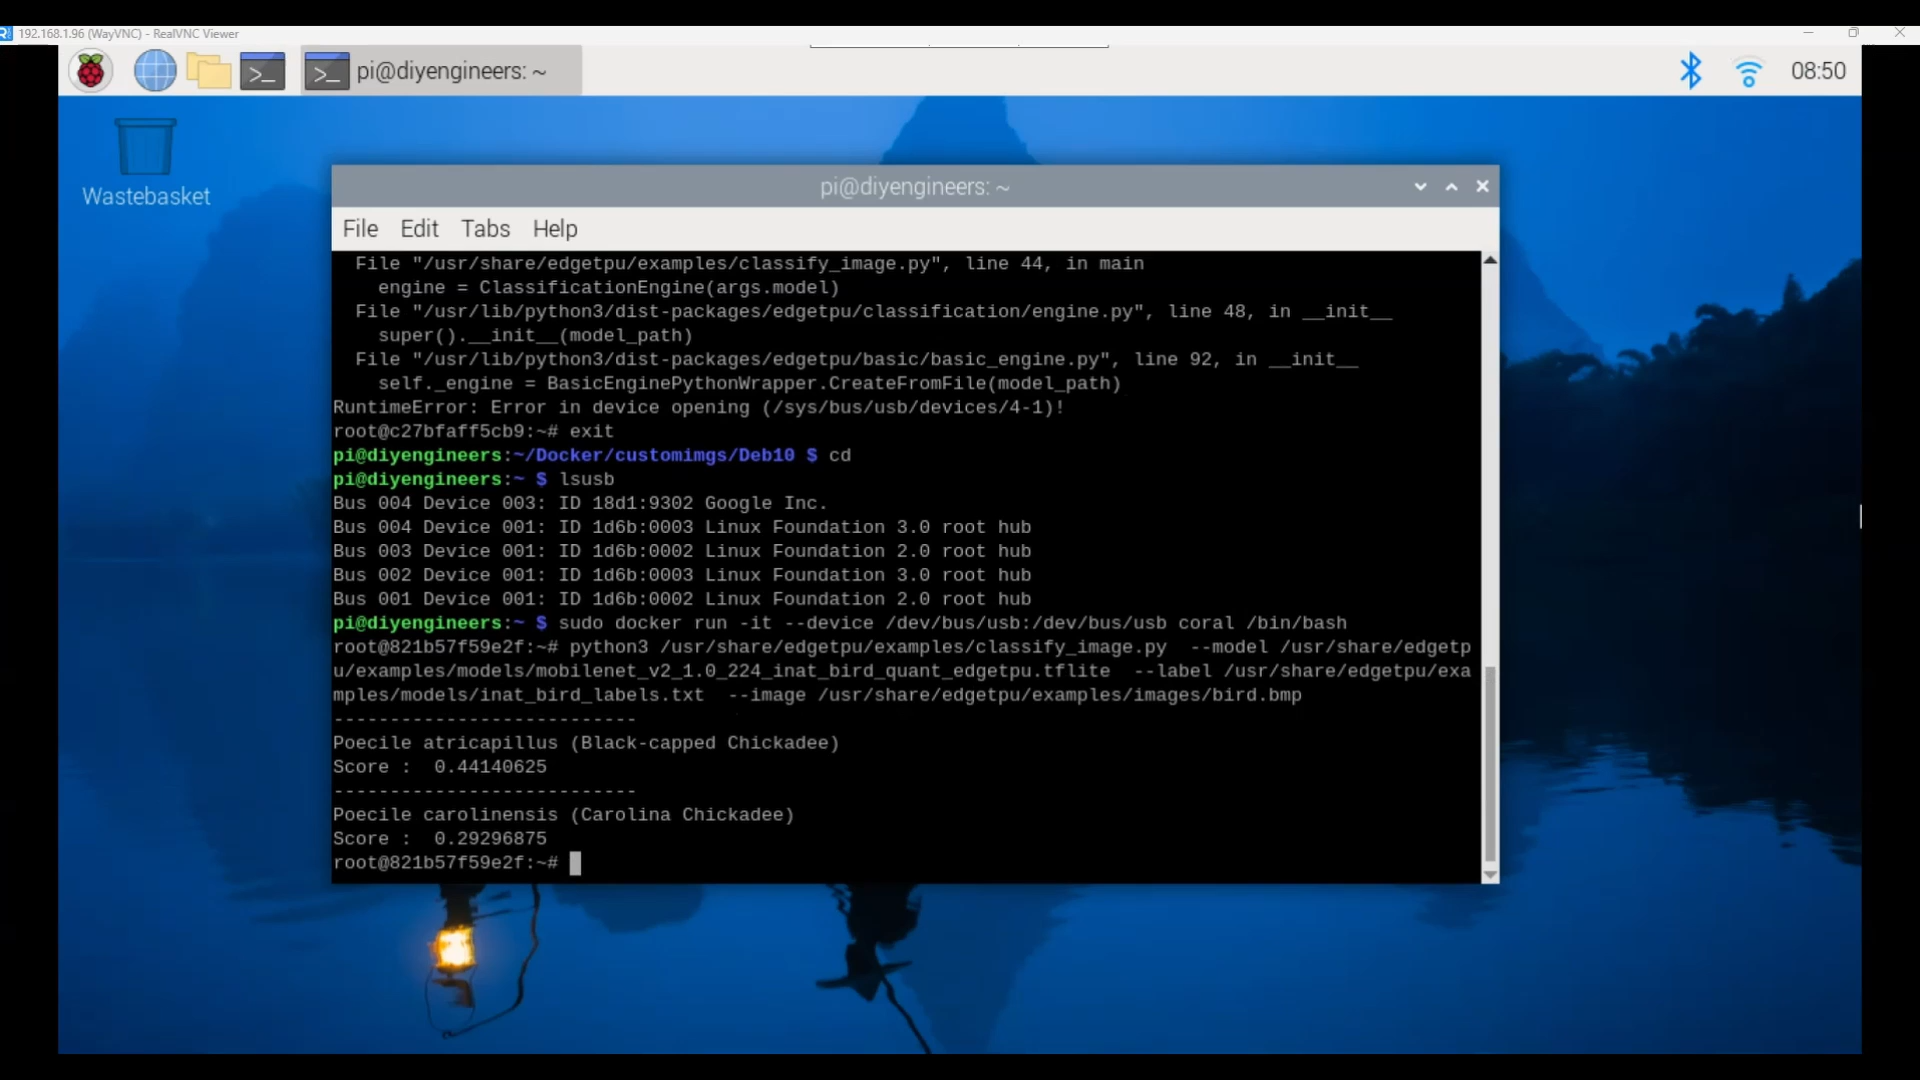 192.168.1.96 (WayVNC) - RealVNC Viewer
pi@diyengineers: ~
08:50
Wastebasket
pi@diyengineers: ~
File Edit Tabs Help
File "/usr/share/edgetpu/examples/classify_image.py", line 44, in main
engine = ClassificationEngine(args.model)
File "/usr/lib/python3/dist-packages/edgetpu/classification/engine.py", line 48, in __init__
super().__init__(model_path)
File "/usr/lib/python3/dist-packages/edgetpu/basic/basic_engine.py", line 92, in __init__
self._engine = BasicEnginePythonWrapper.CreateFromFile(model_path)
RuntimeError: Error in device opening (/sys/bus/usb/devices/4-1)!
root@c27bfaff5cb9:~# exit
pi@diyengineers:~/Docker/customimgs/Deb10 $ cd
pi@diyengineers:~ $ lsusb
Bus 004 Device 003: ID 18d1:9302 Google Inc.
Bus 004 Device 001: ID 1d6b:0003 Linux Foundation 3.0 root hub
Bus 003 Device 001: ID 1d6b:0002 Linux Foundation 2.0 root hub
Bus 002 Device 001: ID 1d6b:0003 Linux Foundation 3.0 root hub
Bus 001 Device 001: ID 1d6b:0002 Linux Foundation 2.0 root hub
pi@diyengineers:~ $ sudo docker run -it --device /dev/bus/usb:/dev/bus/usb coral /bin/bash
root@821b57f59e2f:~# python3 /usr/share/edgetpu/examples/classify_image.py  --model /usr/share/edgetp
u/examples/models/mobilenet_v2_1.0_224_inat_bird_quant_edgetpu.tflite  --label /usr/share/edgetpu/exa
mples/models/inat_bird_labels.txt  --image /usr/share/edgetpu/examples/images/bird.bmp
---------------------------
Poecile atricapillus (Black-capped Chickadee)
Score :  0.44140625
---------------------------
Poecile carolinensis (Carolina Chickadee)
Score :  0.29296875
root@821b57f59e2f:~#